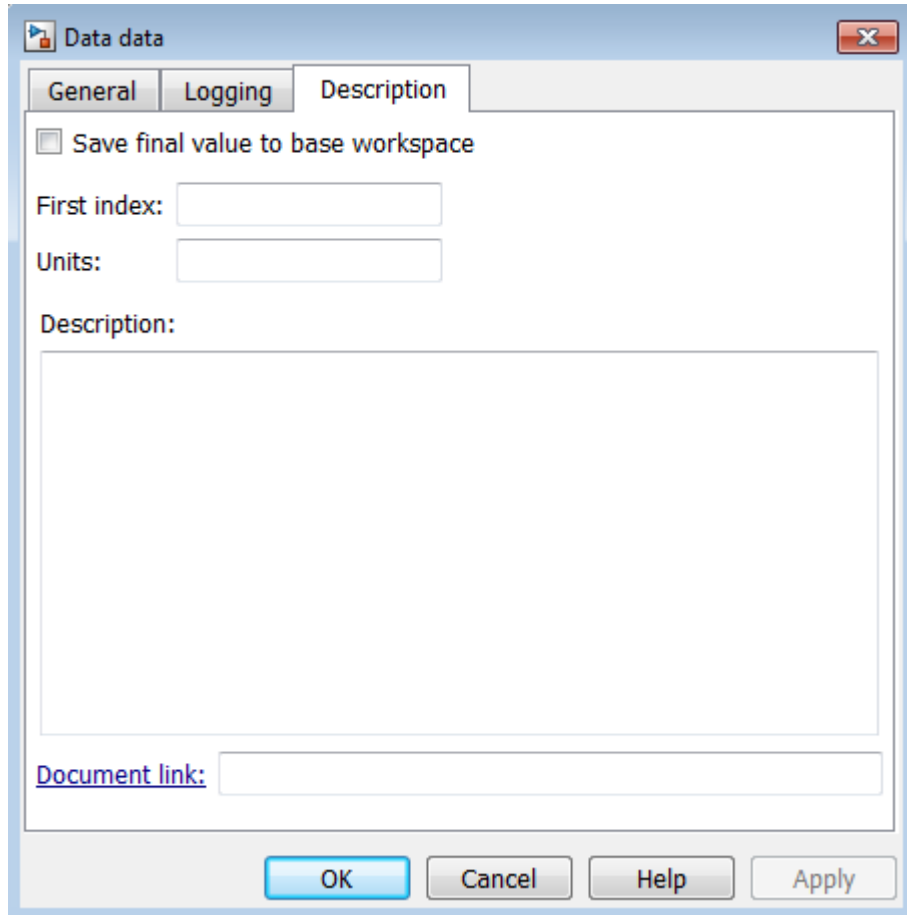 Data data
General Logging Description
Save final value to base workspace
First index:
Units:
Description:
Document link:
OK Cancel Help Apply